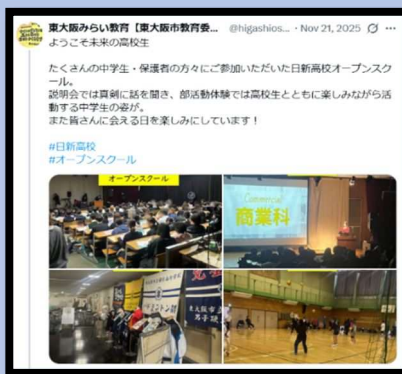 東大阪みらい教育【東大阪市教育委... @higashios... · Nov 21, 2025
ようこそ未来の高校生
たくさんの中学生・保護者の方々にご参加いただいた日新高校オープンスク
ール。
説明会では真剣に話を聞き、部活動体験では高校生とともに楽しみながら活
動する中学生の姿が。
また皆さんに会える日を楽しみにしています！
#日新高校
#オープンスクール
オープンスクール
Commercial
商業科
東大阪市